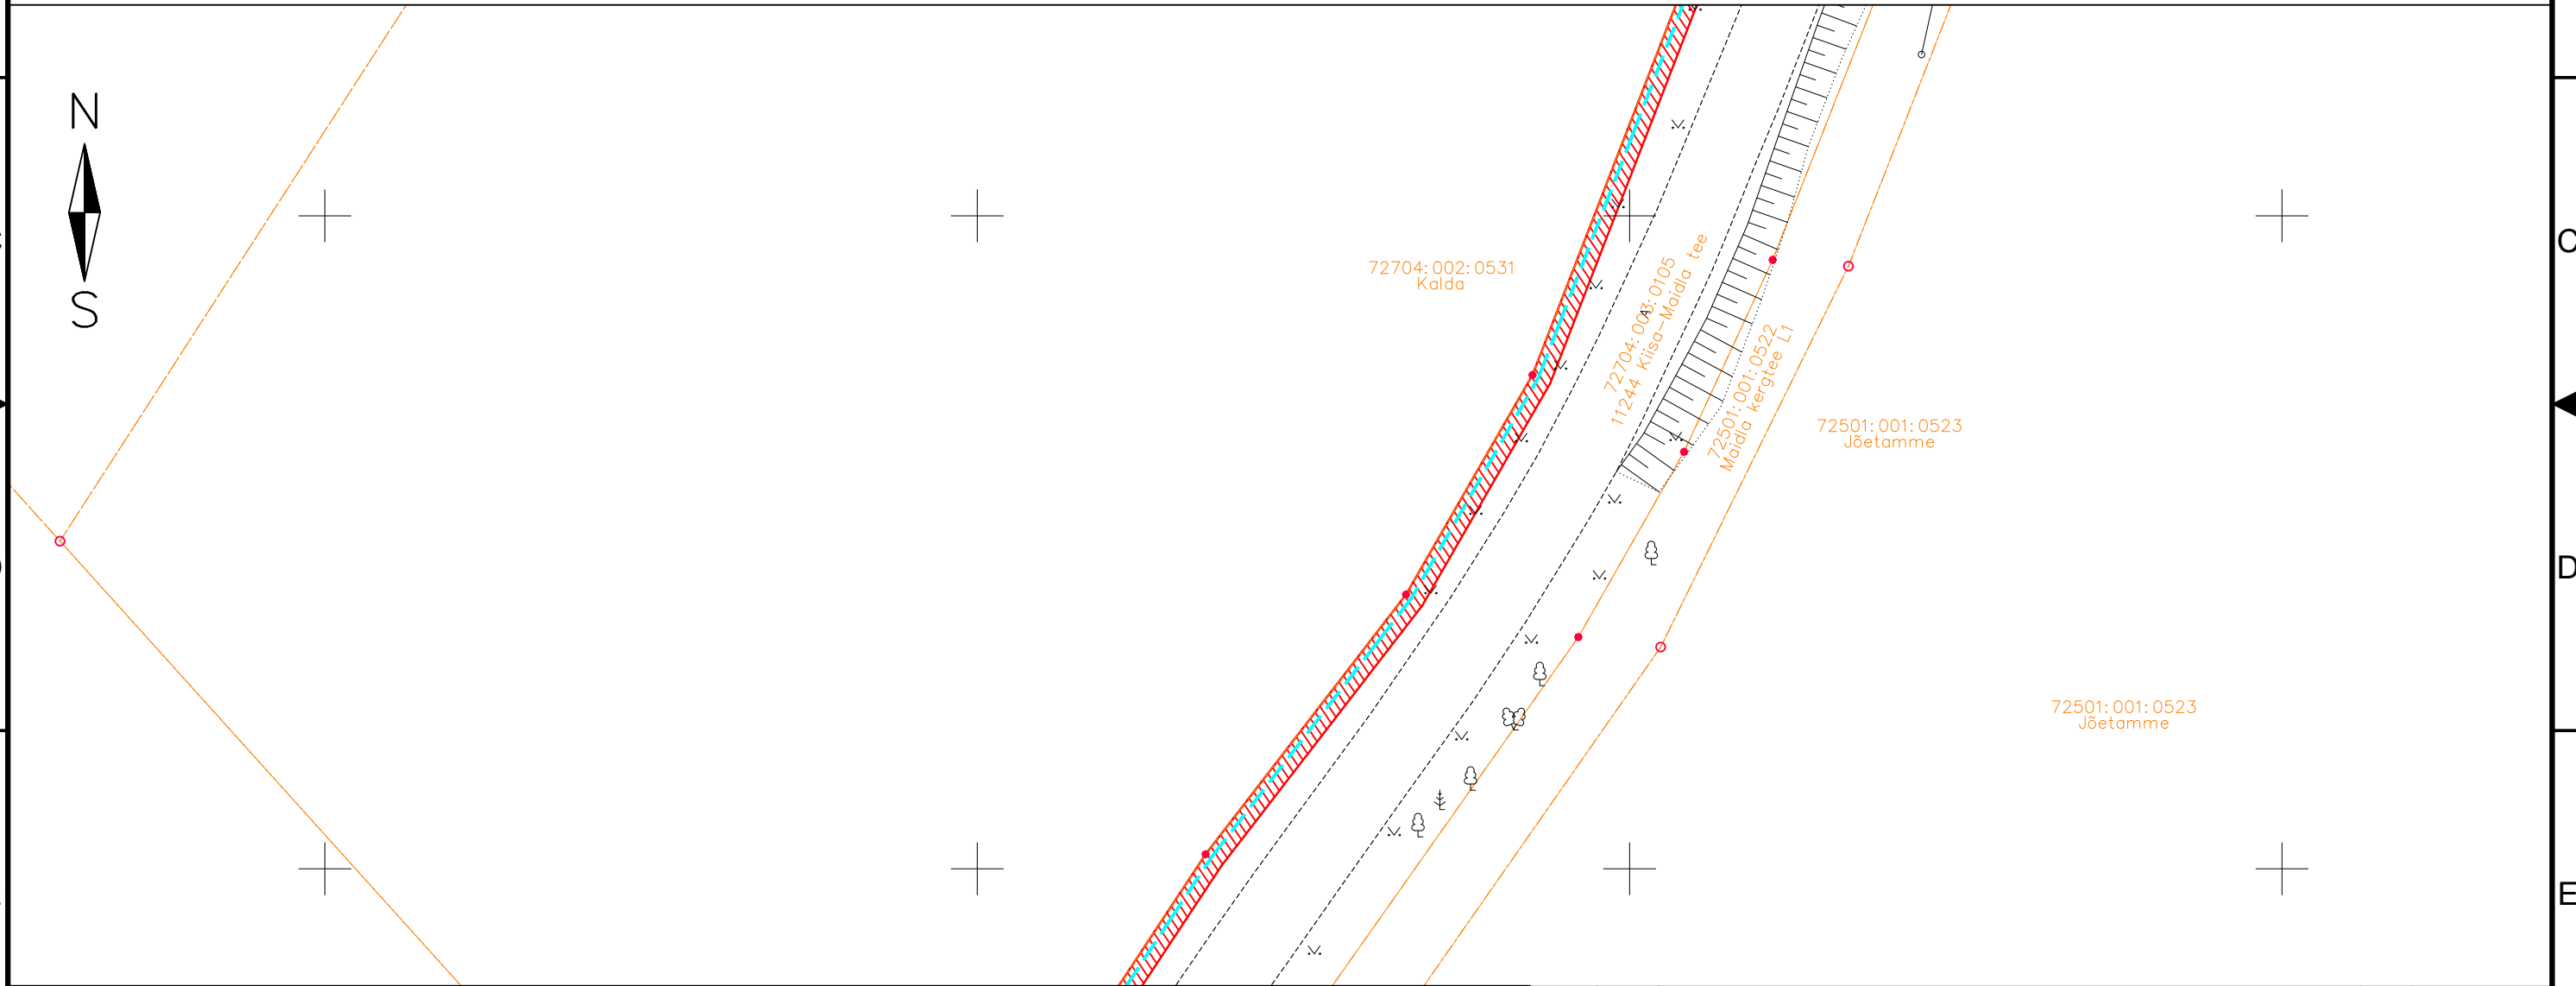 N
S
C
72704:002:0531
Kalda
72704:003:0105
11244 Kiisa-Maidla tee
A
72501:001:0522
Maidla kergtee L1
72501:001:0523
Jõetamme
D
72501:001:0523
Jõetamme
E